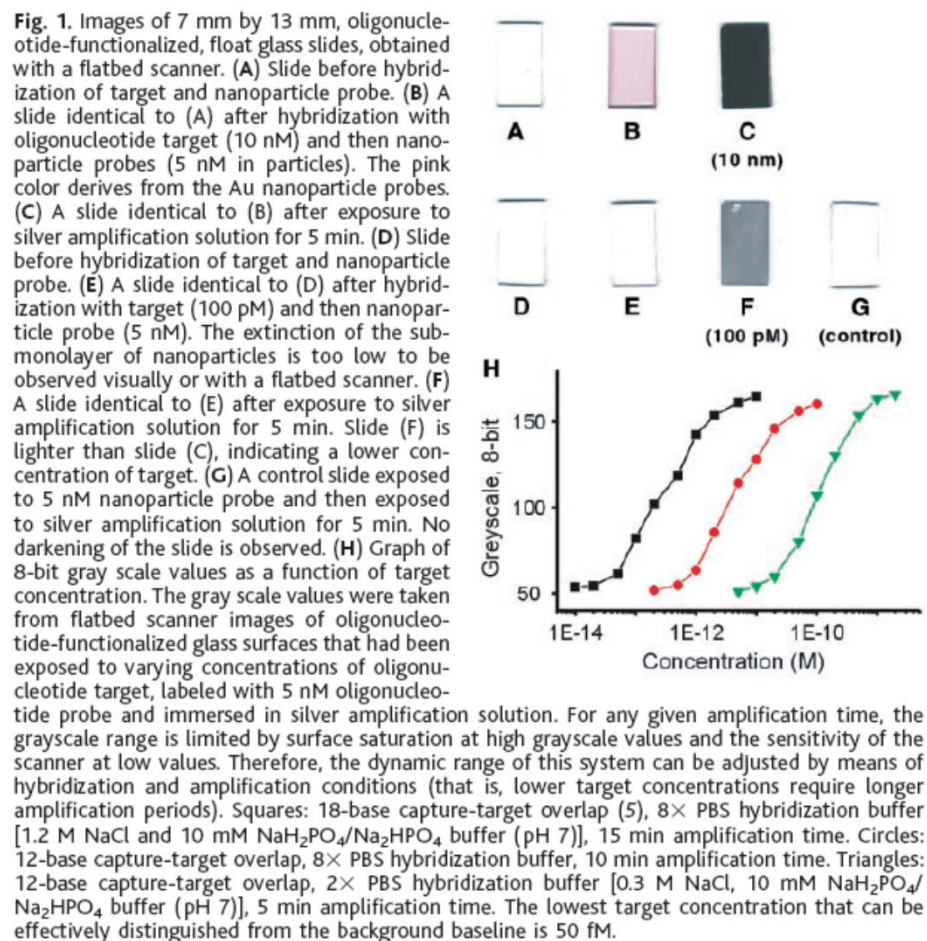 Fig. 1. Images of 7 mm by 13 mm, oligonucle-
otide-functionalized, float glass slides, obtained
with a flatbed scanner. (A) Slide before hybrid-
ization of target and nanoparticle probe. (B) A
slide identical to (A) after hybridization with
oligonucleotide target (10 nM) and then nano-
particle probes (5 nM in particles). The pink
color derives from the Au nanoparticle probes.
(C) A slide identical to (B) after exposure to
silver amplification solution for 5 min. (D) Slide
before hybridization of target and nanoparticle
probe. (E) A slide identical to (D) after hybrid-
ization with target (100 pM) and then nanopar-
ticle probe (5 nM). The extinction of the sub-
monolayer of nanoparticles is too low to be
observed visually or with a flatbed scanner. (F)
A slide identical to (E) after exposure to silver
amplification solution for 5 min. Slide (F) is
lighter than slide (C), indicating a lower con-
centration of target. (G) A control slide exposed
to 5 nM nanoparticle probe and then exposed
to silver amplification solution for 5 min. No
darkening of the slide is observed. (H) Graph of
8-bit gray scale values as a function of target
concentration. The gray scale values were taken
from flatbed scanner images of oligonucleo-
tide-functionalized glass surfaces that had been
exposed to varying concentrations of oligonu-
cleotide target, labeled with 5 nM oligonucleo-
tide probe and immersed in silver amplification solution. For any given amplification time, the
grayscale range is limited by surface saturation at high grayscale values and the sensitivity of the
scanner at low values. Therefore, the dynamic range of this system can be adjusted by means of
hybridization and amplification conditions (that is, lower target concentrations require longer
amplification periods). Squares: 18-base capture-target overlap (5), 8× PBS hybridization buffer
[1.2 M NaCl and 10 mM NaH₂PO₄/Na₂HPO₄ buffer (pH 7)], 15 min amplification time. Circles:
12-base capture-target overlap, 8× PBS hybridization buffer, 10 min amplification time. Triangles:
12-base capture-target overlap, 2× PBS hybridization buffer [0.3 M NaCl, 10 mM NaH₂PO₄/
Na₂HPO₄ buffer (pH 7)], 5 min amplification time. The lowest target concentration that can be
effectively distinguished from the background baseline is 50 fM.
A B C
(10 nm)
D E F G
(100 pM) (control)
H
Greyscale, 8-bit
150
100
50
1E-14 1E-12 1E-10
Concentration (M)